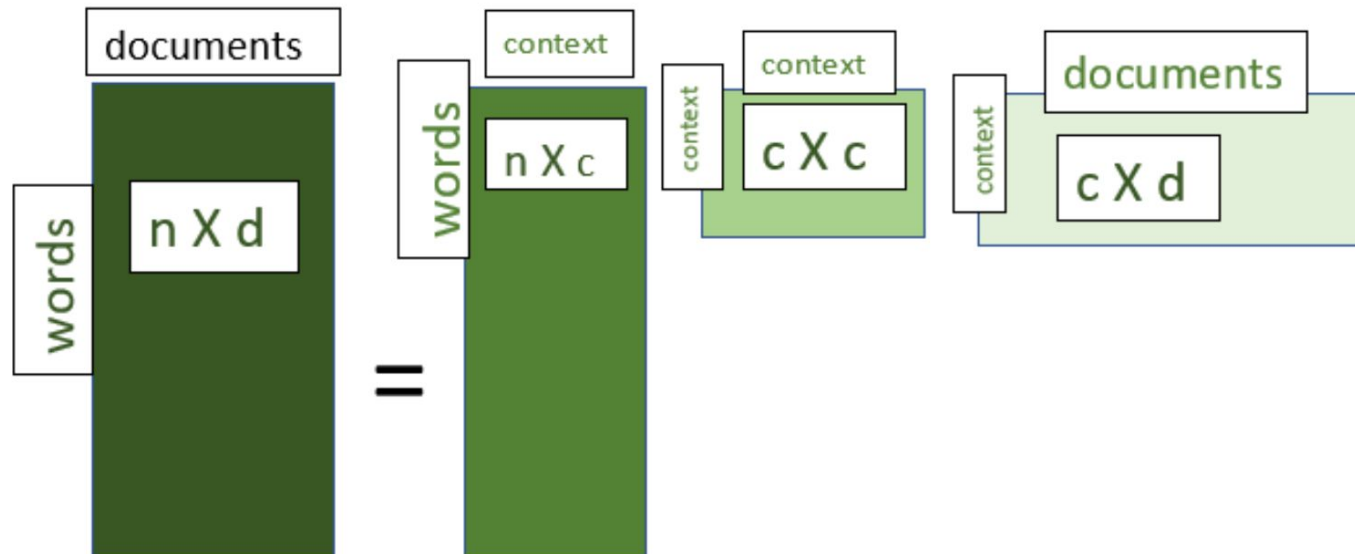 documents
words
n X d
=
context
words
n X c
context
context
c X c
documents
context
c X d